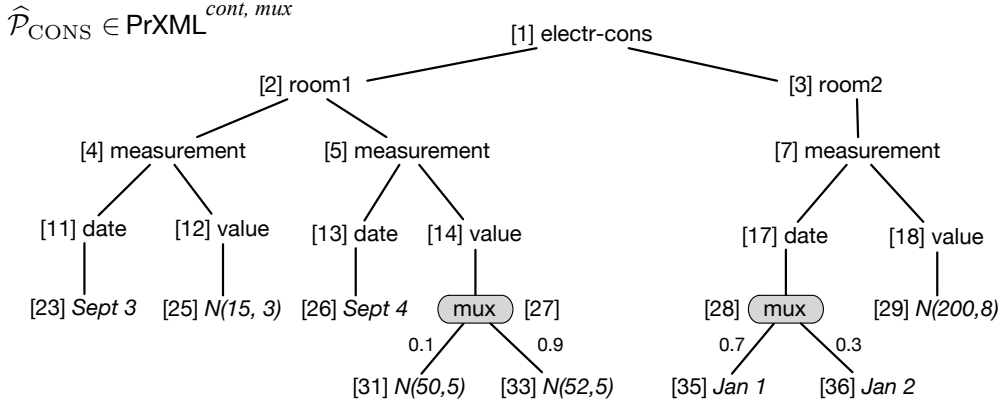 P̂_CONS ∈ PrXML^cont, mux
[1] electr-cons
[2] room1 [3] room2
[4] measurement [5] measurement [7] measurement
[11] date [12] value [13] date [14] value [17] date [18] value
[23] Sept 3 [25] N(15, 3) [26] Sept 4 mux [27] [28] mux [29] N(200,8)
0.1 0.9 0.7 0.3
[31] N(50,5) [33] N(52,5) [35] Jan 1 [36] Jan 2